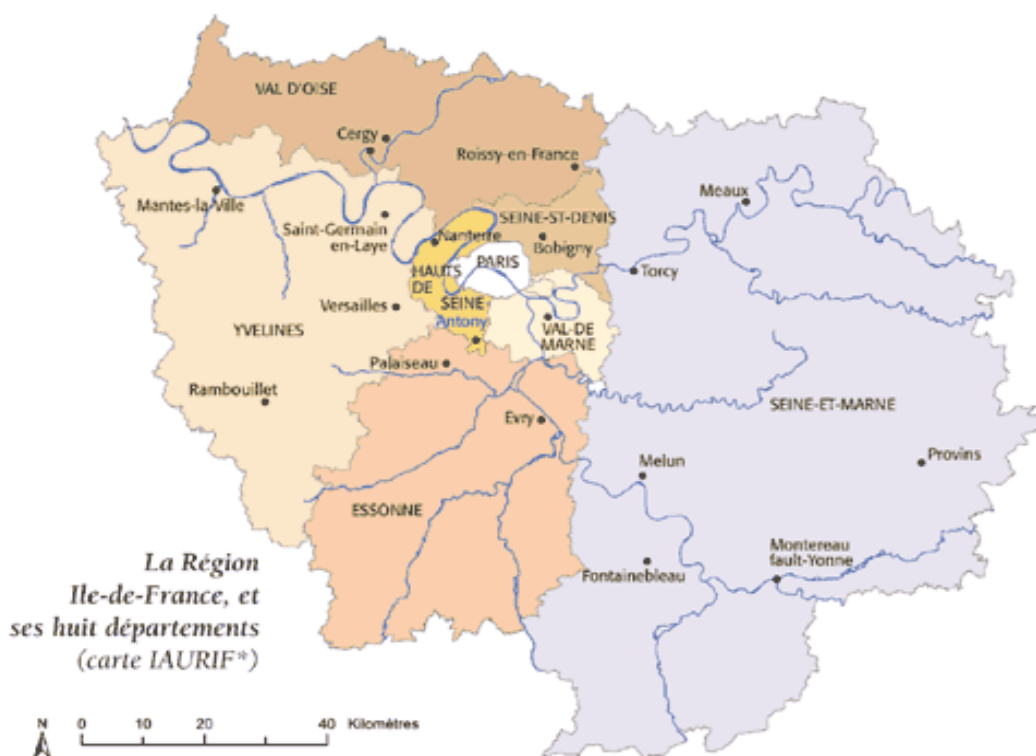 VAL D'OISE
Cergy
Roissy-en-France
Meaux
Mantes-la-Ville
Saint-Germain
en-Laye
SEINE-ST-DENIS
Nanterre
Bobigny
PARIS
HAUTS
DE
SEINE
Torcy
Versailles
Antony
VAL-DE
MARNE
YVELINES
Palaiseau
Rambouillet
SEINE-ET-MARNE
Evry
Provins
Melun
ESSONNE
Montereau
fault-Yonne
Fontainebleau
La Région
Ile-de-France, et
ses huit départements
(carte IAURIF*)
N
0 10 20 40 Kilomètres